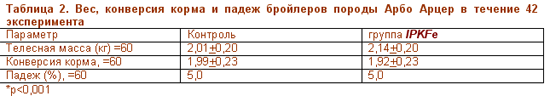 Таблица 2. Вес, конверсия корма и падеж бройлеров породы Арбо Арцер в течение 42
эксперимента
Параметр Контроль группа IPKFe
Телесная масса (кг) =60 2,01±0,20 2,14±0,20
Конверсия корма, =60 1,99±0,23 1,92±0,23
Падеж (%), =60 5,0 5,0
*p<0,001